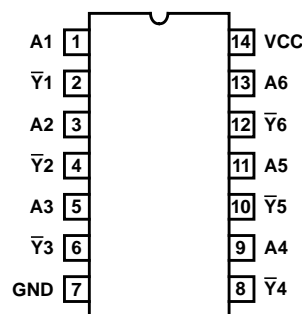 A1 1 14 VCC
Y̅1 2 13 A6
A2 3 12 Y̅6
Y̅2 4 11 A5
A3 5 10 Y̅5
Y̅3 6 9 A4
GND 7 8 Y̅4